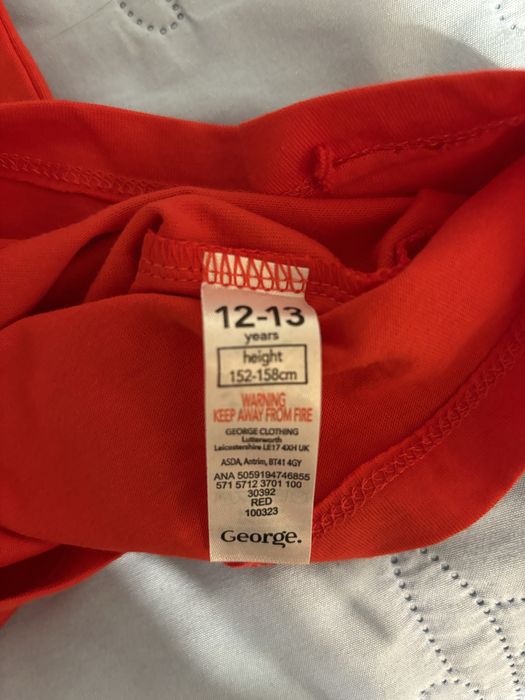 12-13
years
height
152-158cm
WARNING
KEEP AWAY FROM FIRE
GEORGE CLOTHING
Lutterworth
Leicestershire LE17 4XH UK
ASDA, Antrim, BT41 4GY
ANA 5059194746855
571 5712 3701 100
30392
RED
100323
George.